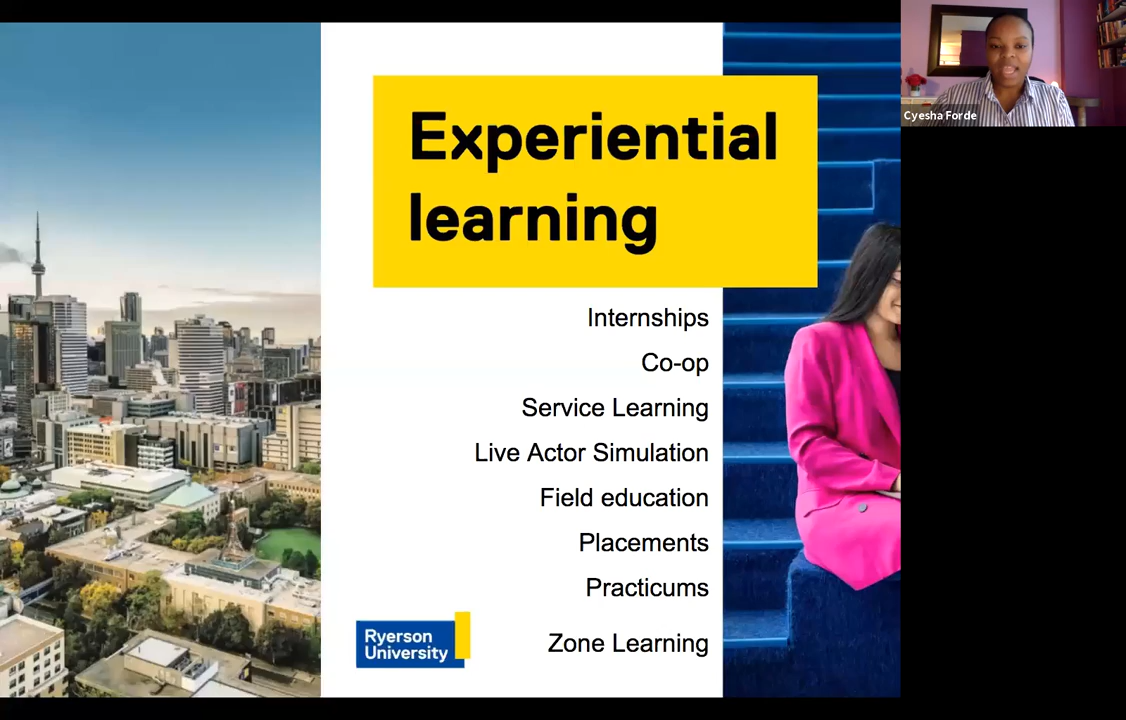 Experiential
learning
Internships
Co-op
Service Learning
Live Actor Simulation
Field education
Placements
Practicums
Zone Learning
Ryerson
University
Cyesha Forde